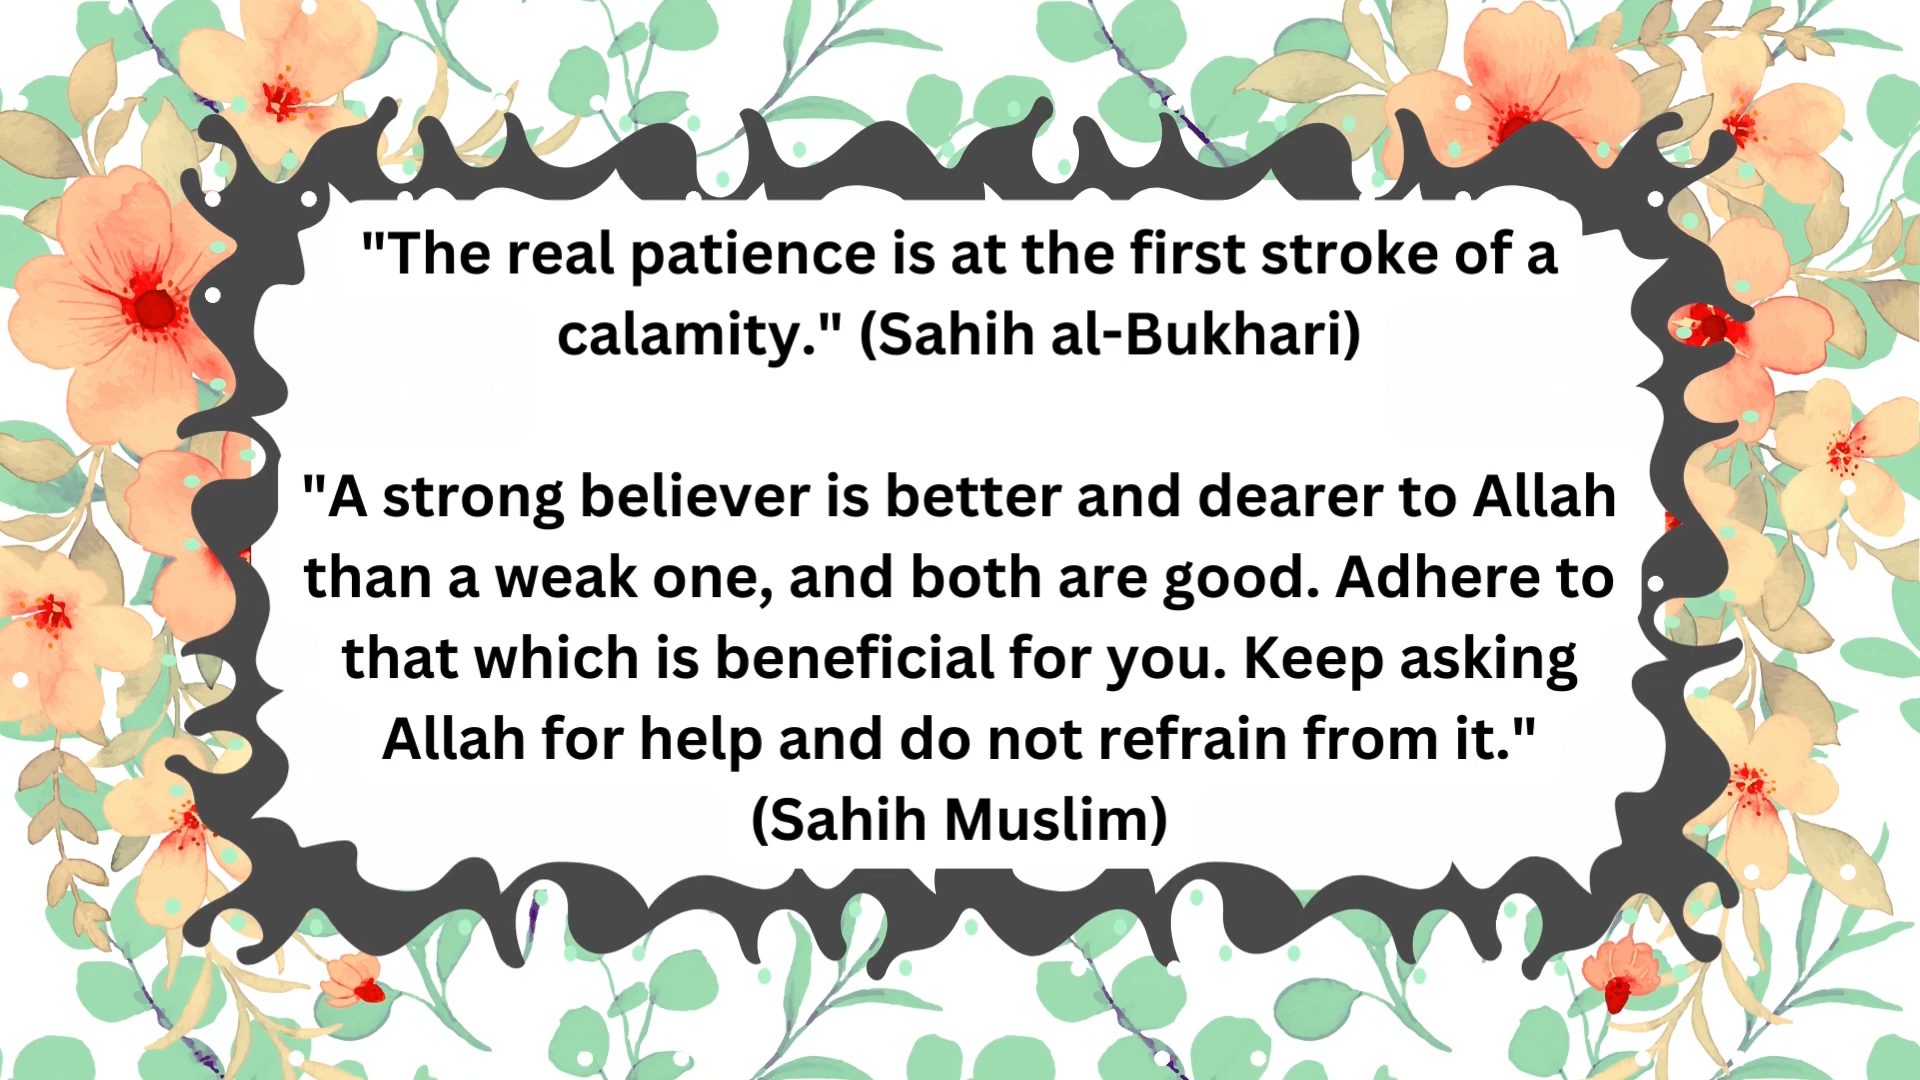 "The real patience is at the first stroke of a
calamity." (Sahih al-Bukhari)
"A strong believer is better and dearer to Allah
than a weak one, and both are good. Adhere to
that which is beneficial for you. Keep asking
Allah for help and do not refrain from it."
(Sahih Muslim)